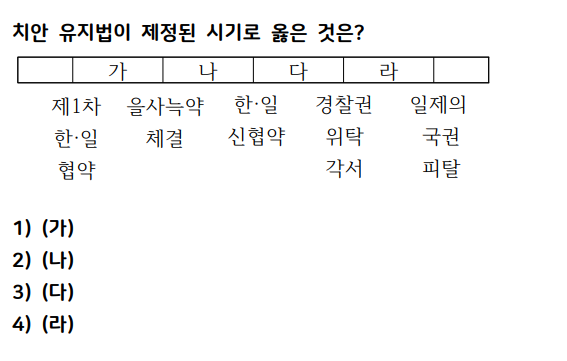 치안 유지법이 제정된 시기로 옳은 것은?
가 나 다 라
제1차 을사늑약 한·일 경찰권 일제의
한·일 체결 신협약 위탁 국권
협약 각서 피탈
1) (가)
2) (나)
3) (다)
4) (라)